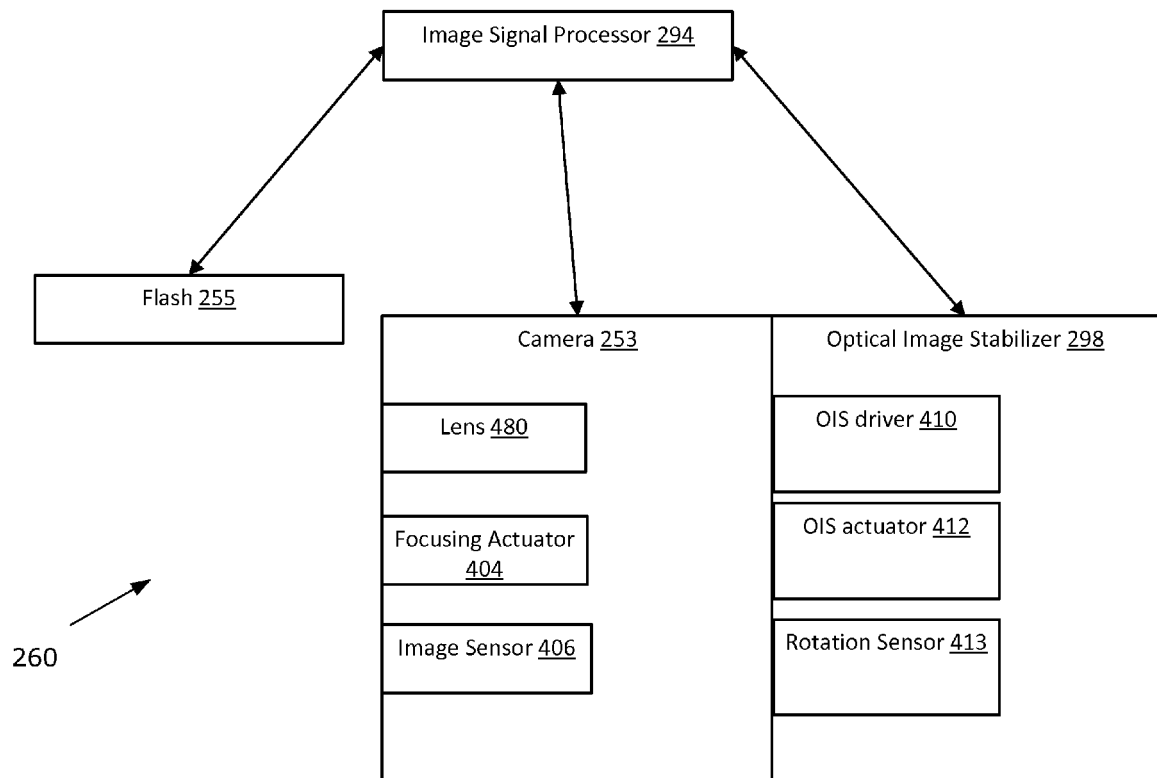 Image Signal Processor 294
Flash 255
Camera 253
Optical Image Stabilizer 298
Lens 480
OIS driver 410
Focusing Actuator
404
OIS actuator 412
Image Sensor 406
Rotation Sensor 413
260